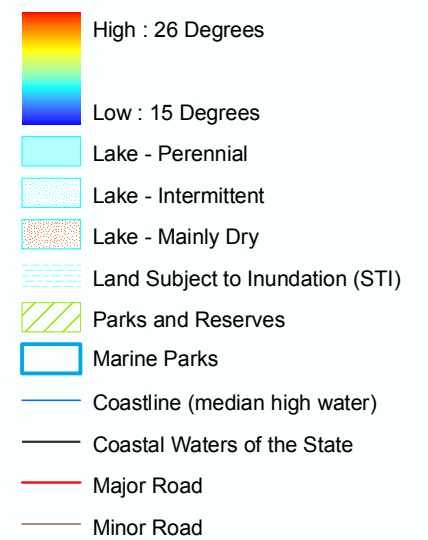 High : 26 Degrees
Low : 15 Degrees
Lake - Perennial
Lake - Intermittent
Lake - Mainly Dry
Land Subject to Inundation (STI)
Parks and Reserves
Marine Parks
Coastline (median high water)
Coastal Waters of the State
Major Road
Minor Road